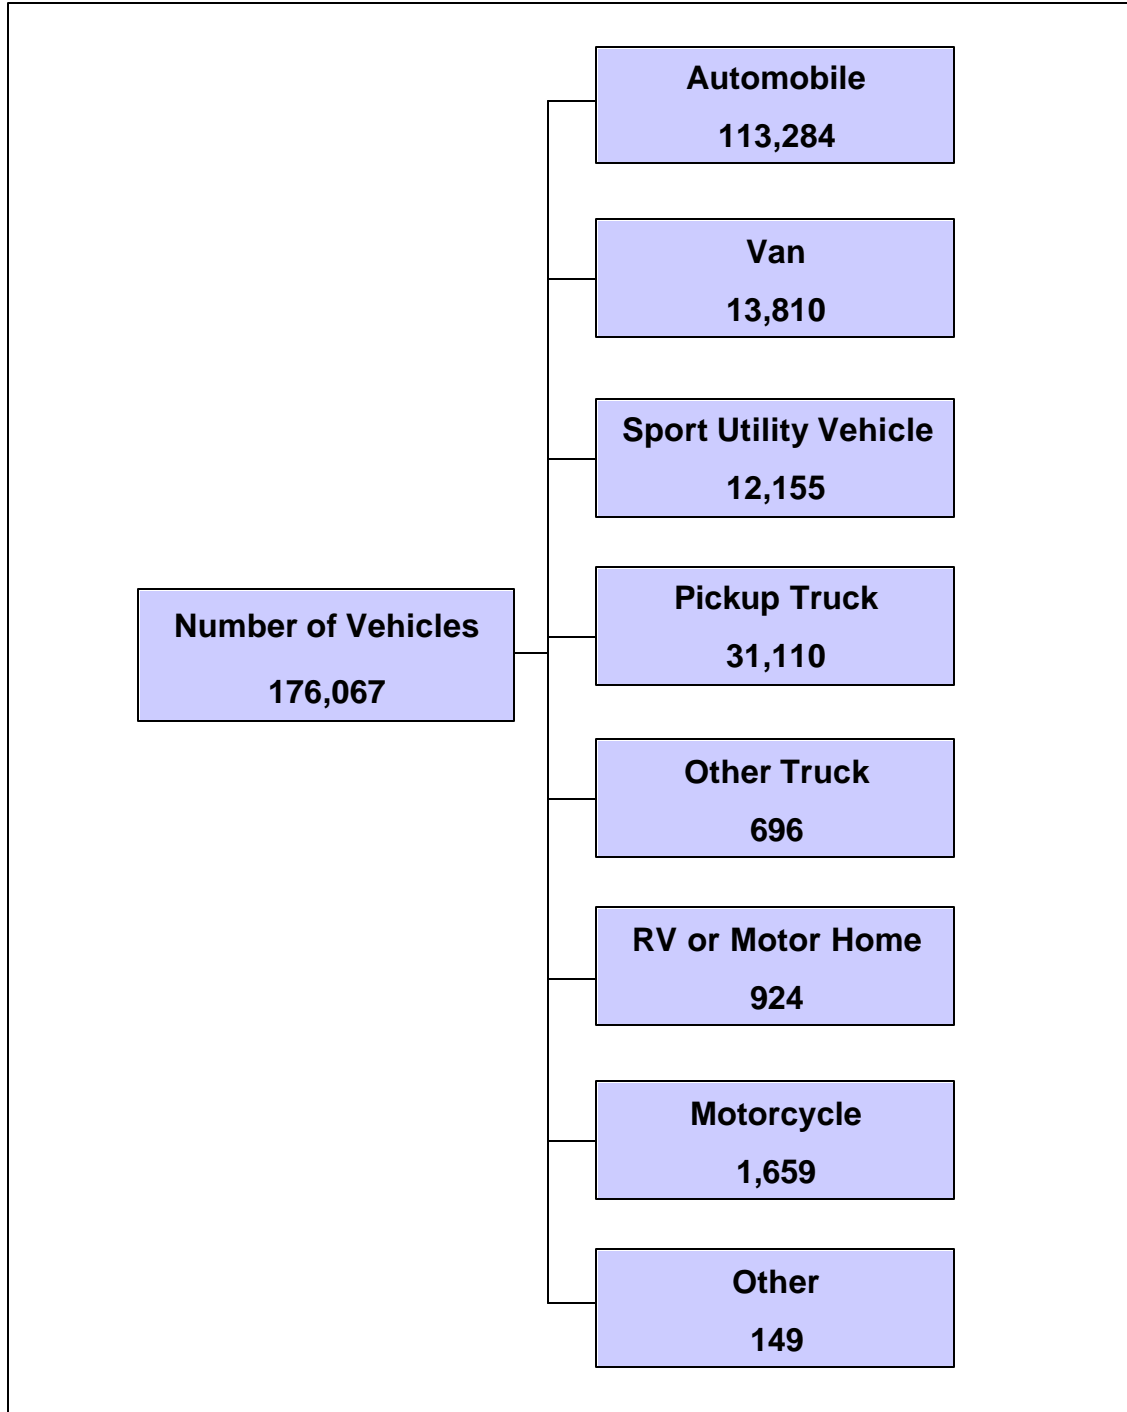 Automobile
113,284
Van
13,810
Sport Utility Vehicle
12,155
Number of Vehicles
176,067
Pickup Truck
31,110
Other Truck
696
RV or Motor Home
924
Motorcycle
1,659
Other
149